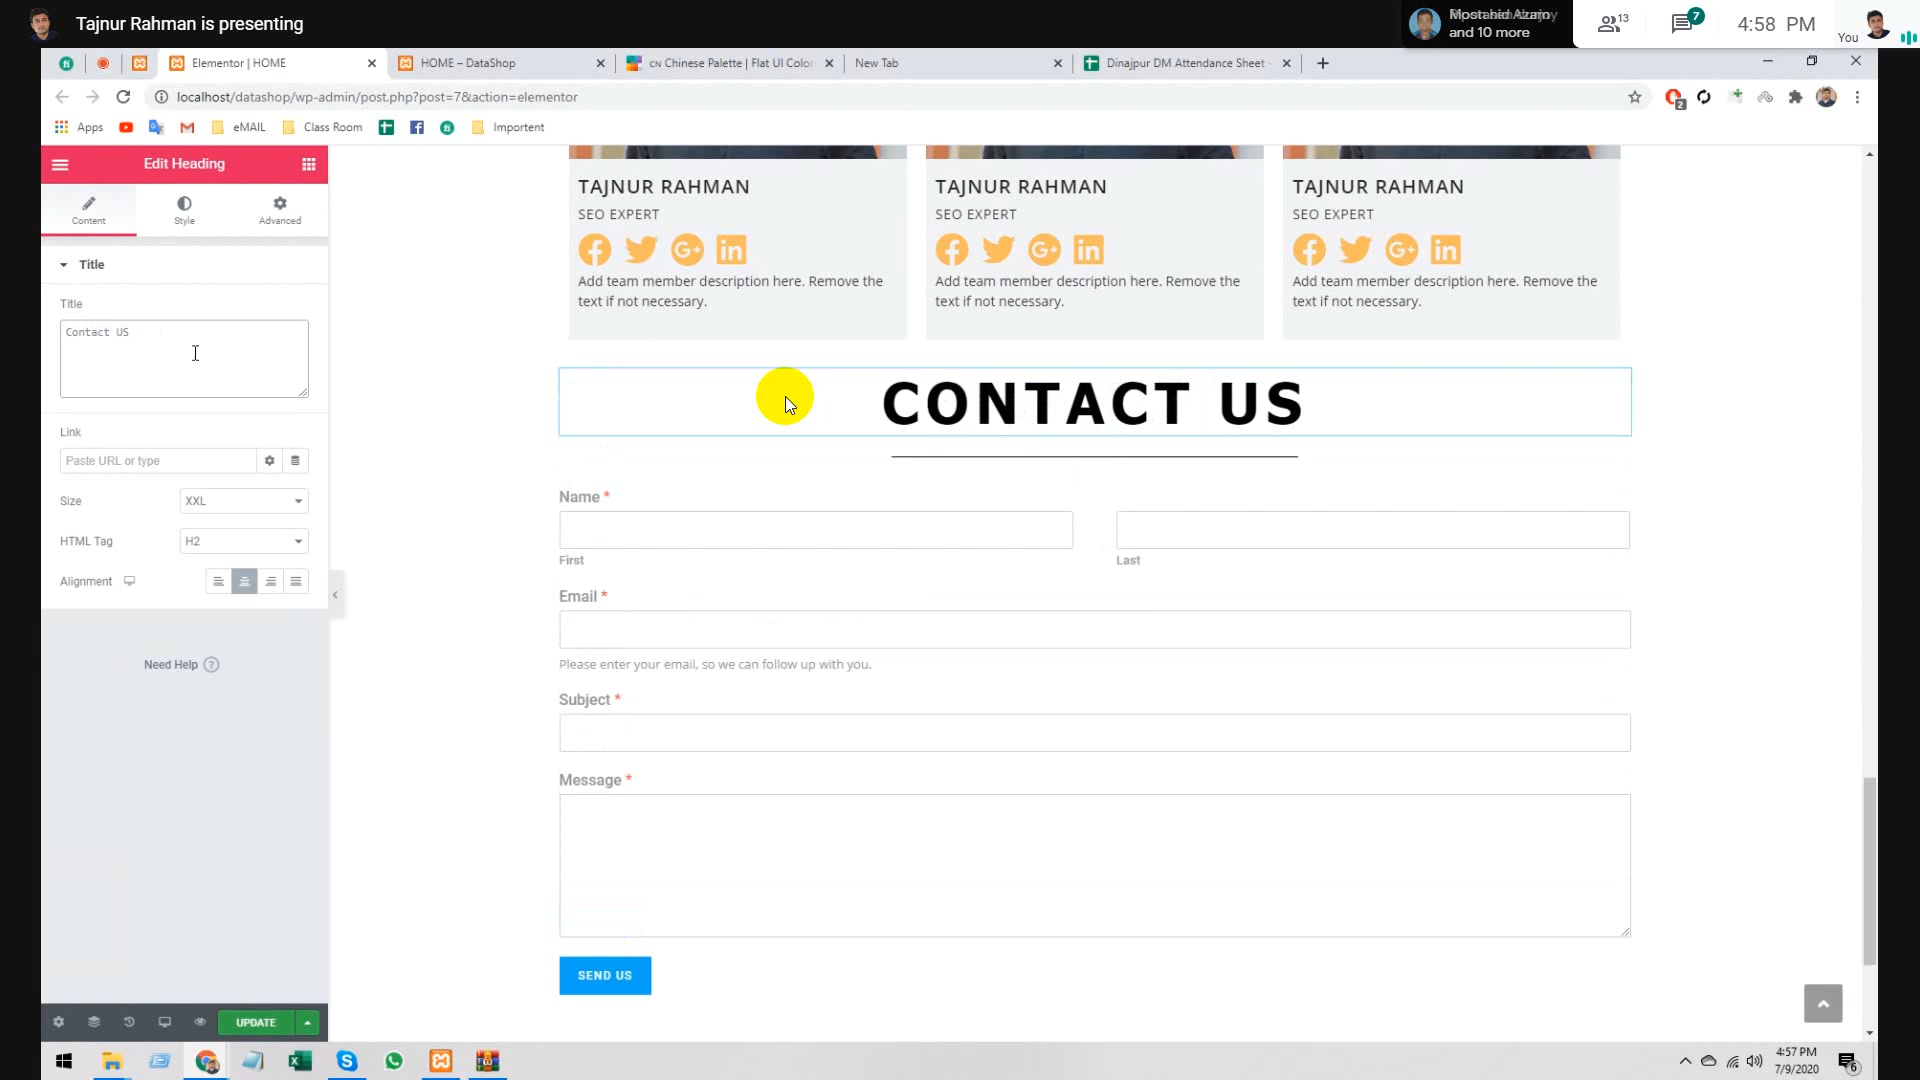 Tajnur Rahman is presenting
and 10 more
13
7
4:58 PM
You
Elementor | HOME
HOME – DataShop
CN Chinese Palette | Flat UI Color
New Tab
Dinajpur DM Attendance Sheet -
localhost/datashop/wp-admin/post.php?post=7&action=elementor
2
Apps
eMAIL
Class Room
Importent
Edit Heading
Content
Style
Advanced
Title
Title
Contact US
Link
Paste URL or type
Size
XXL
HTML Tag
H2
Alignment
Need Help ?
UPDATE
TAJNUR RAHMAN
SEO EXPERT
Add team member description here. Remove the
text if not necessary.
TAJNUR RAHMAN
SEO EXPERT
Add team member description here. Remove the
text if not necessary.
TAJNUR RAHMAN
SEO EXPERT
Add team member description here. Remove the
text if not necessary.
CONTACT US
Name *
First
Last
Email *
Please enter your email, so we can follow up with you.
Subject *
Message *
SEND US
4:57 PM
7/9/2020
6